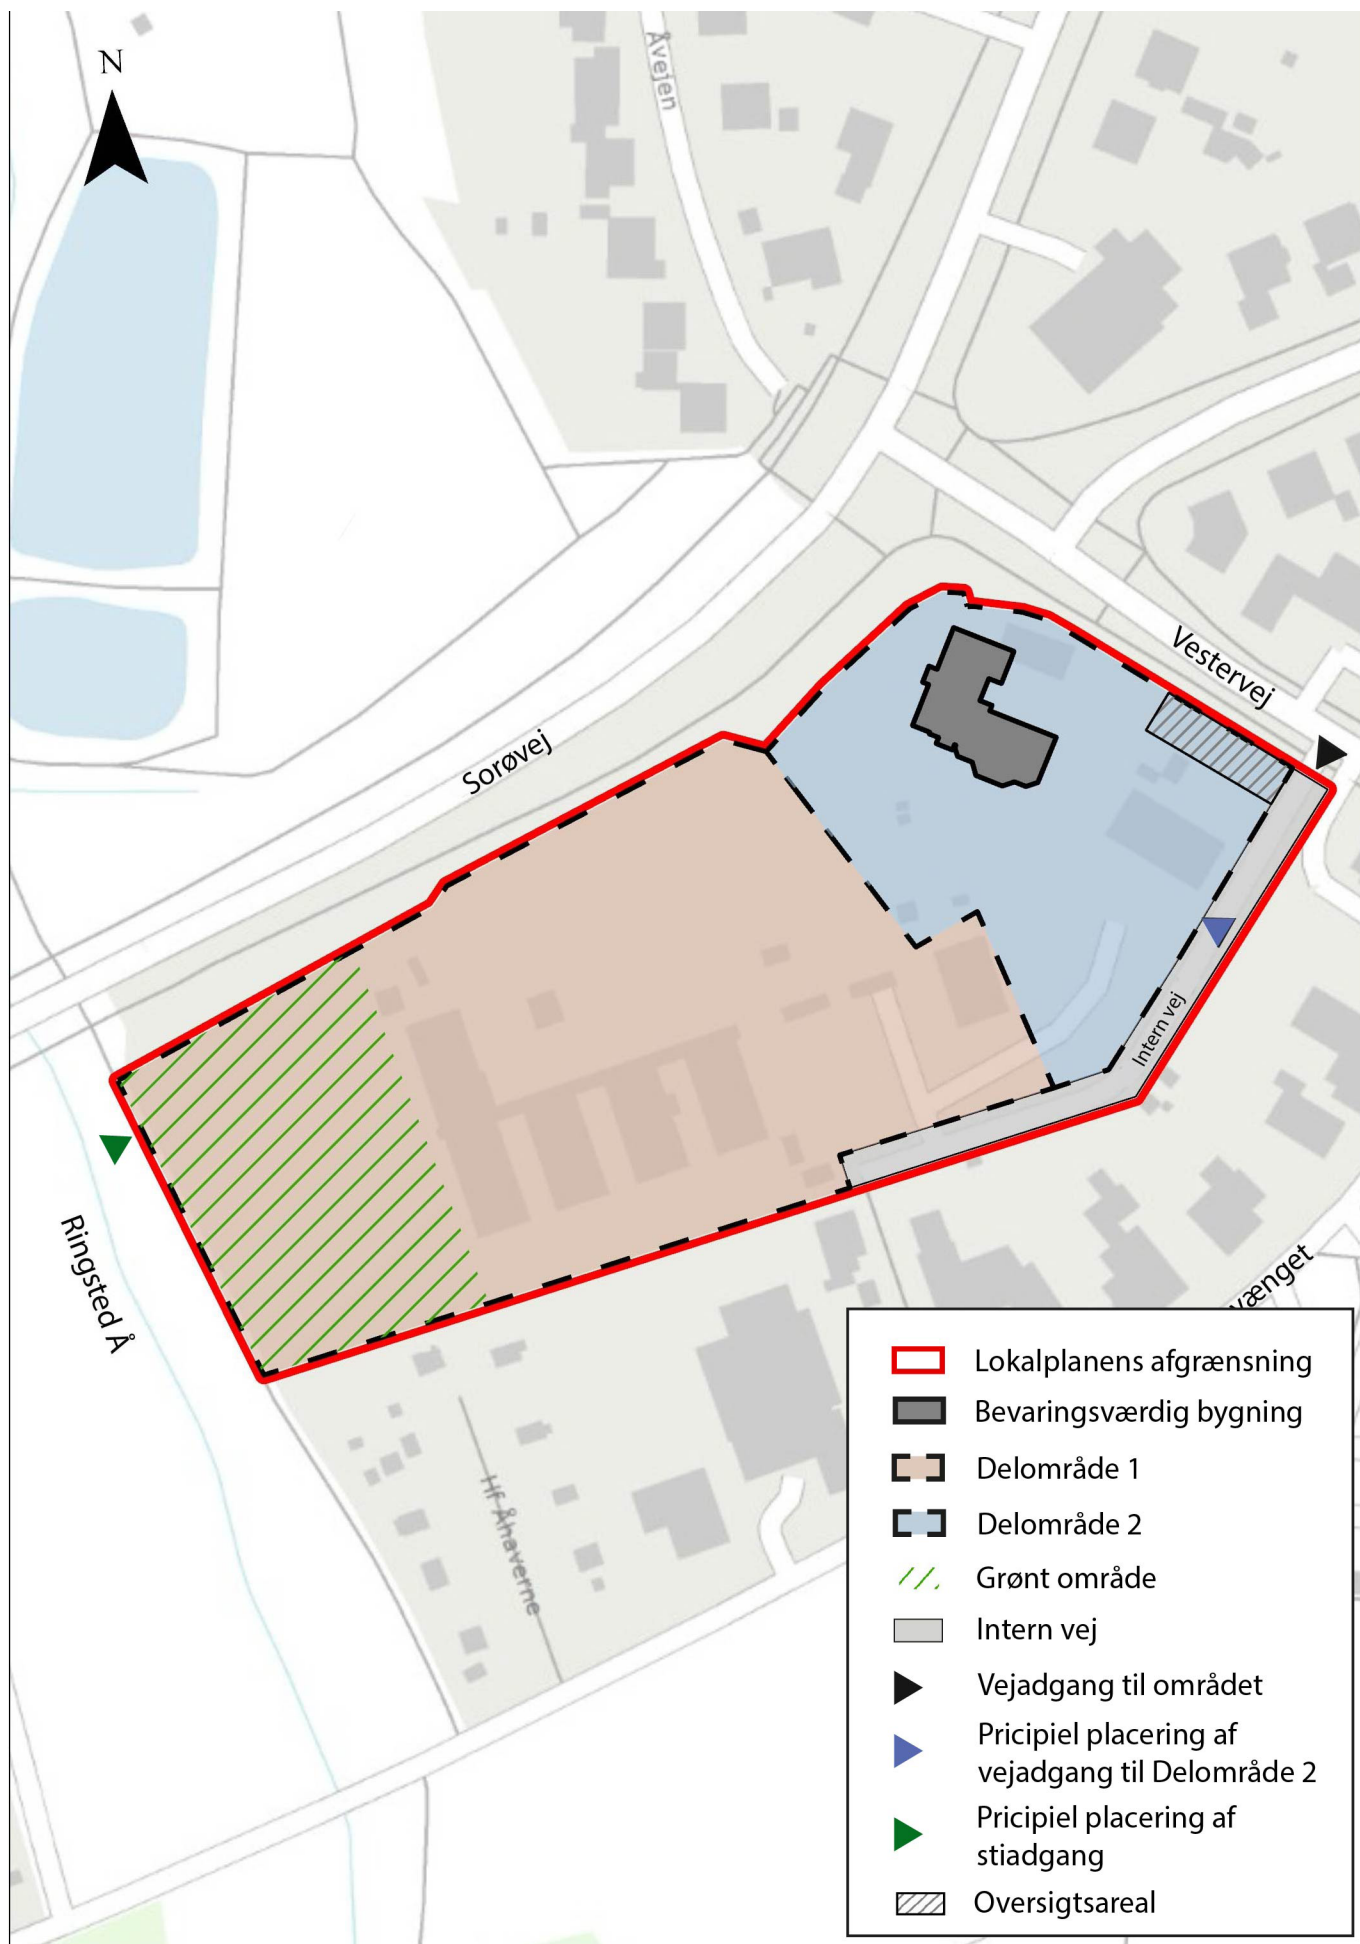 N
Åvejen
Vestervej
Sorøvej
Intern vej
Ringsted Å
vænget
Hf Åhaverne
Lokalplanens afgrænsning
Bevaringsværdig bygning
Delområde 1
Delområde 2
Grønt område
Intern vej
Vejadgang til området
Pricipiel placering af
vejadgang til Delområde 2
Pricipiel placering af
stiadgang
Oversigtsareal